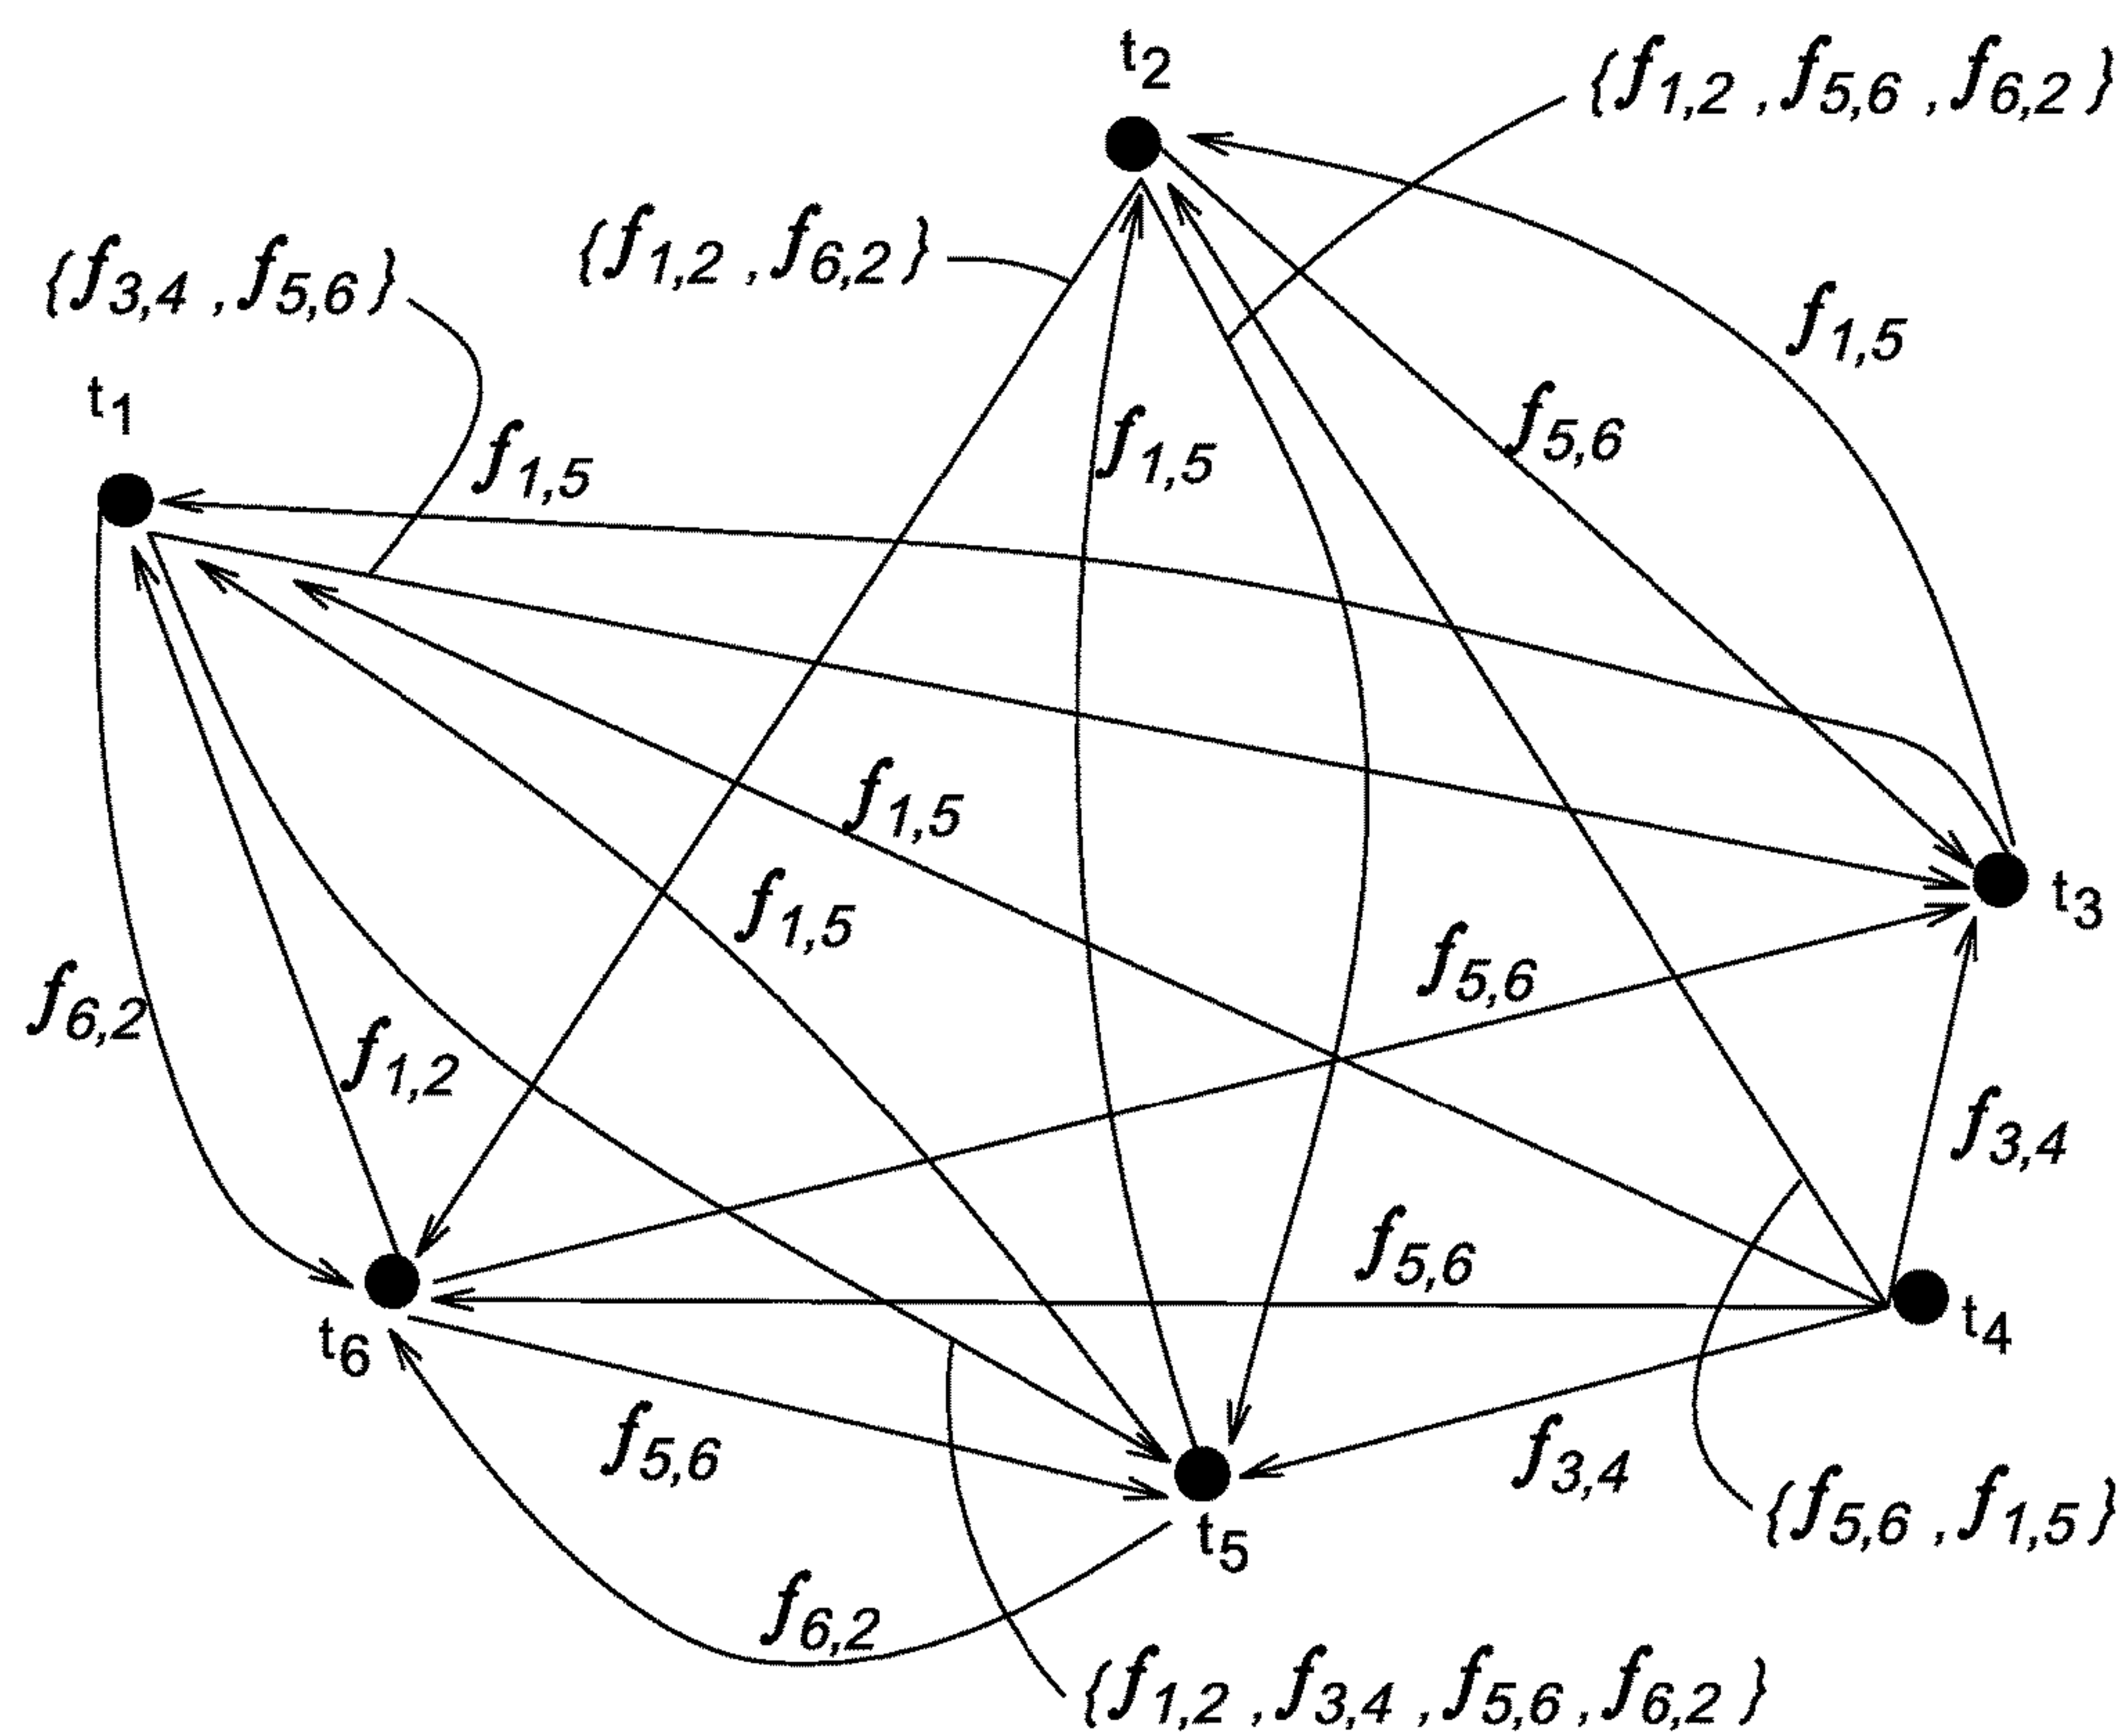 t2
{f1,2 ,f5,6 ,f6,2 }
{f1,2 ,f6,2 }
{f3,4 ,f5,6 }
f1,5
t1
f1,5
f1,5
f5,6
f1,5
f1,5
t3
f5,6
f6,2
f1,2
f3,4
f5,6
t4
t6
f5,6
f3,4
{f5,6 ,f1,5 }
t5
f6,2
{f1,2 ,f3,4 ,f5,6 ,f6,2 }